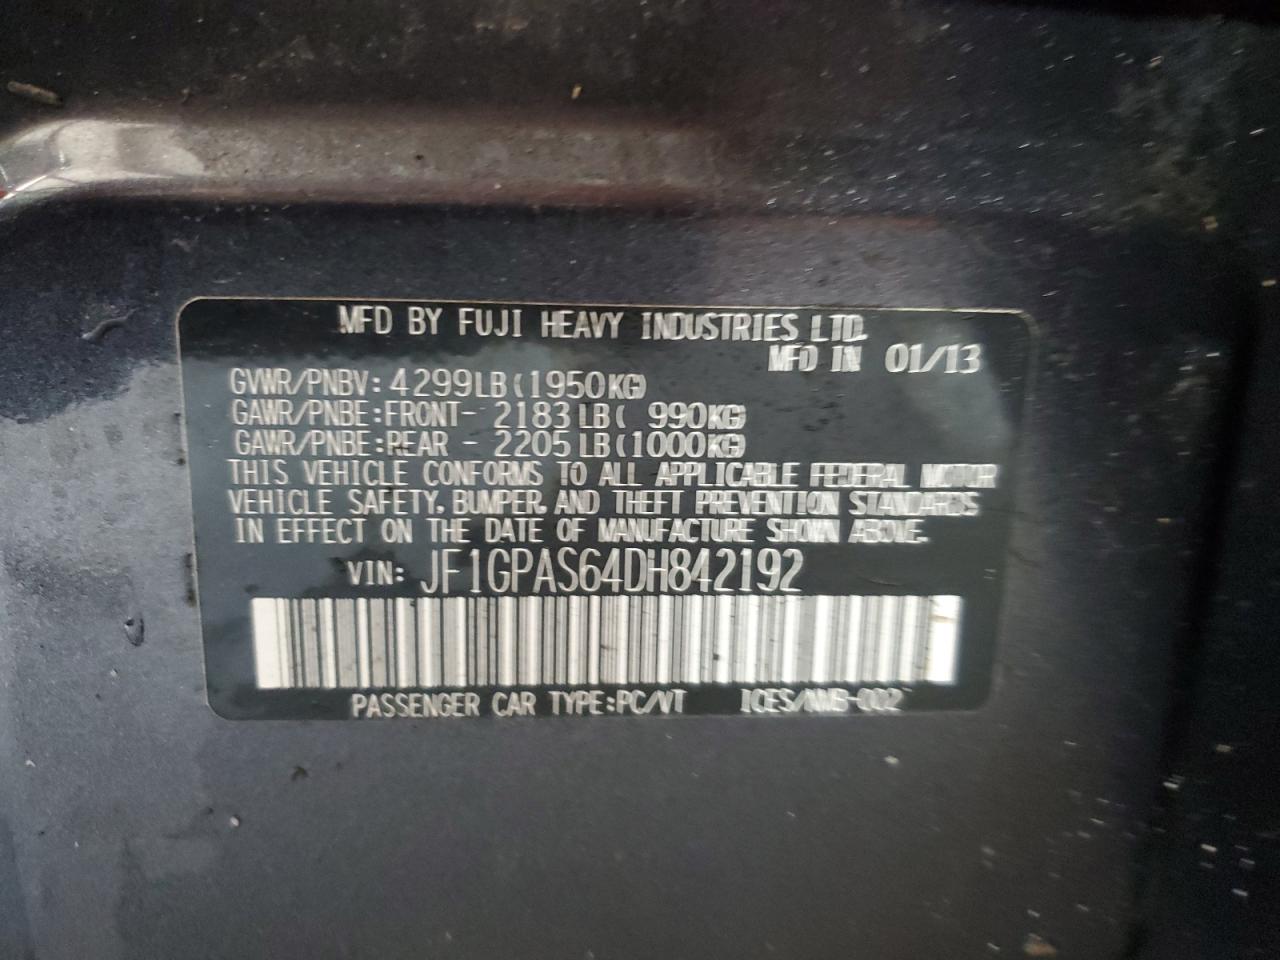 MFD BY FUJI HEAVY INDUSTRIES LTD.
MFD IN 01/13
GVWR/PNBV: 4299LB(1950KG)
GAWR/PNBE:FRONT- 2183LB( 990KG)
GAWR/PNBE:REAR - 2205LB(1000KG)
THIS VEHICLE CONFORMS TO ALL APPLICABLE FEDERAL MOTOR
VEHICLE SAFETY, BUMPER, AND THEFT PREVENTION STANDARDS
IN EFFECT ON THE DATE OF MANUFACTURE SHOWN ABOVE.
VIN: JF1GPAS64DH842192
PASSENGER CAR TYPE:PC/VT ICES/NMB-002